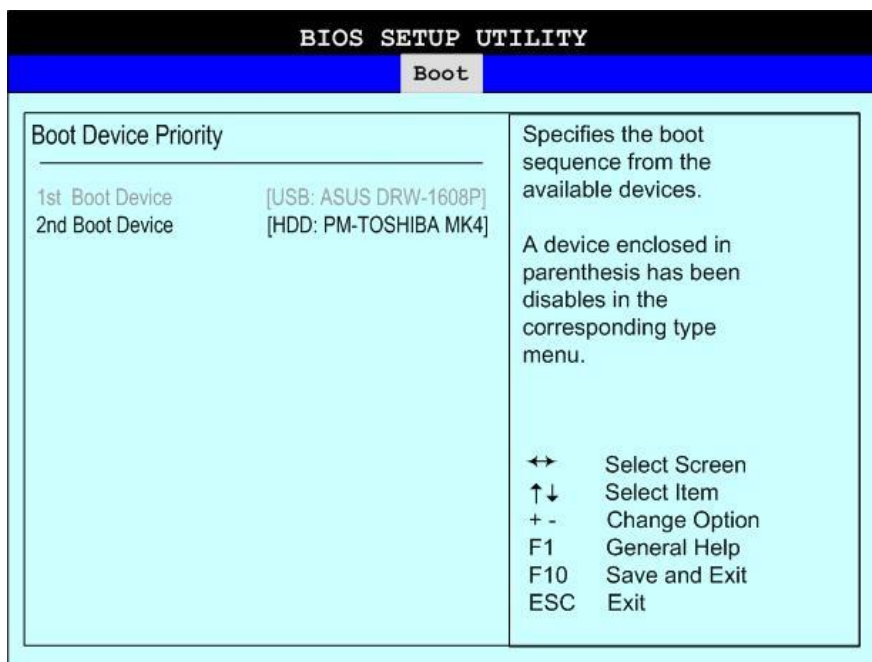 BIOS SETUP UTILITY
Boot
Boot Device Priority
1st Boot Device [USB: ASUS DRW-1608P]
2nd Boot Device [HDD: PM-TOSHIBA MK4]
Specifies the boot
sequence from the
available devices.
A device enclosed in
parenthesis has been
disables in the
corresponding type
menu.
↔ Select Screen
↑↓ Select Item
+ - Change Option
F1 General Help
F10 Save and Exit
ESC Exit